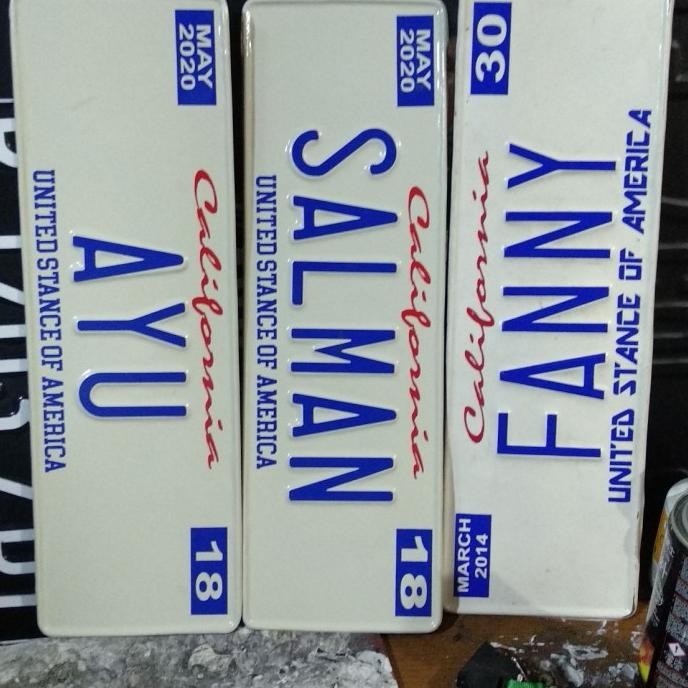 MAY
2020
18
California
AYU
UNITED STANCE OF AMERICA
MAY
2020
18
California
SALMAN
UNITED STANCE OF AMERICA
MARCH
2014
30
California
FANNY
UNITED STANCE OF AMERICA